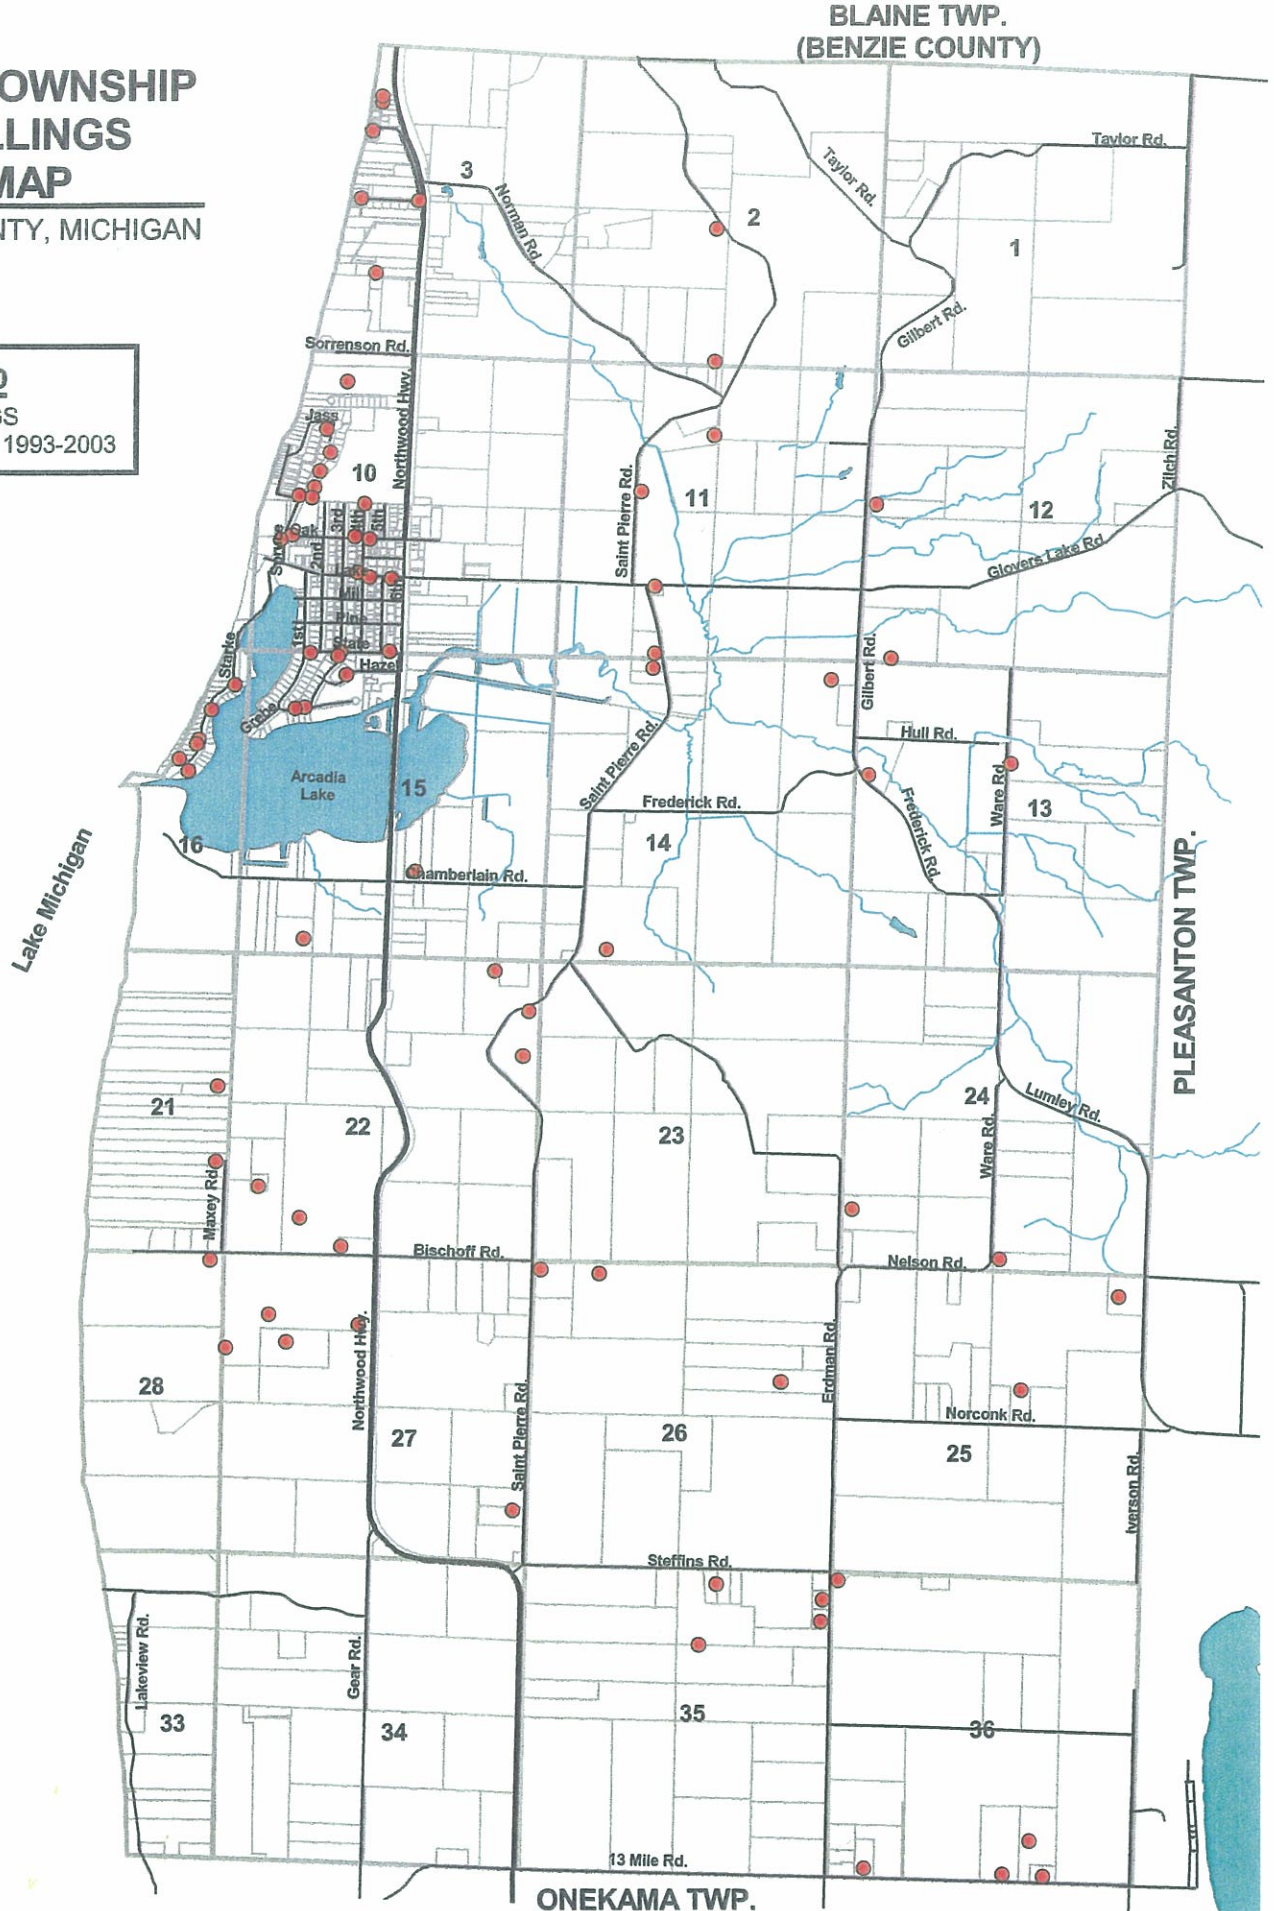 BLAINE TWP.
(BENZIE COUNTY)
OWNSHIP
LLINGS
MAP
NTY, MICHIGAN
GS
1993-2003
Taylor Rd.
Taylor Rd.
3
2
1
Norman Rd.
Gilbert Rd.
Sorrenson Rd.
Northwood Hwy.
Jass
10
11
12
Zilch Rd.
Saint Pierre Rd.
Glovers Lake Rd
3rd
4th
5th
Oak
2nd
Lake
Mill
6th
Pine
1st
State
Hazel
Starke
Grebe
Gilbert Rd.
Hull Rd.
Ware Rd.
Saint Pierre Rd.
Frederick Rd.
Frederick Rd.
Arcadia
Lake
15
16
14
13
Chamberlain Rd.
Lake Michigan
PLEASANTON TWP.
21
22
23
24
Lumley Rd.
Ware Rd.
Maxey Rd.
Bischoff Rd.
Nelson Rd.
Erdman Rd.
Northwood Hwy.
28
27
26
25
Saint Pierre Rd.
Norconk Rd.
Iverson Rd.
Steffins Rd.
Lakeview Rd.
Gear Rd.
33
34
35
36
13 Mile Rd.
ONEKAMA TWP.